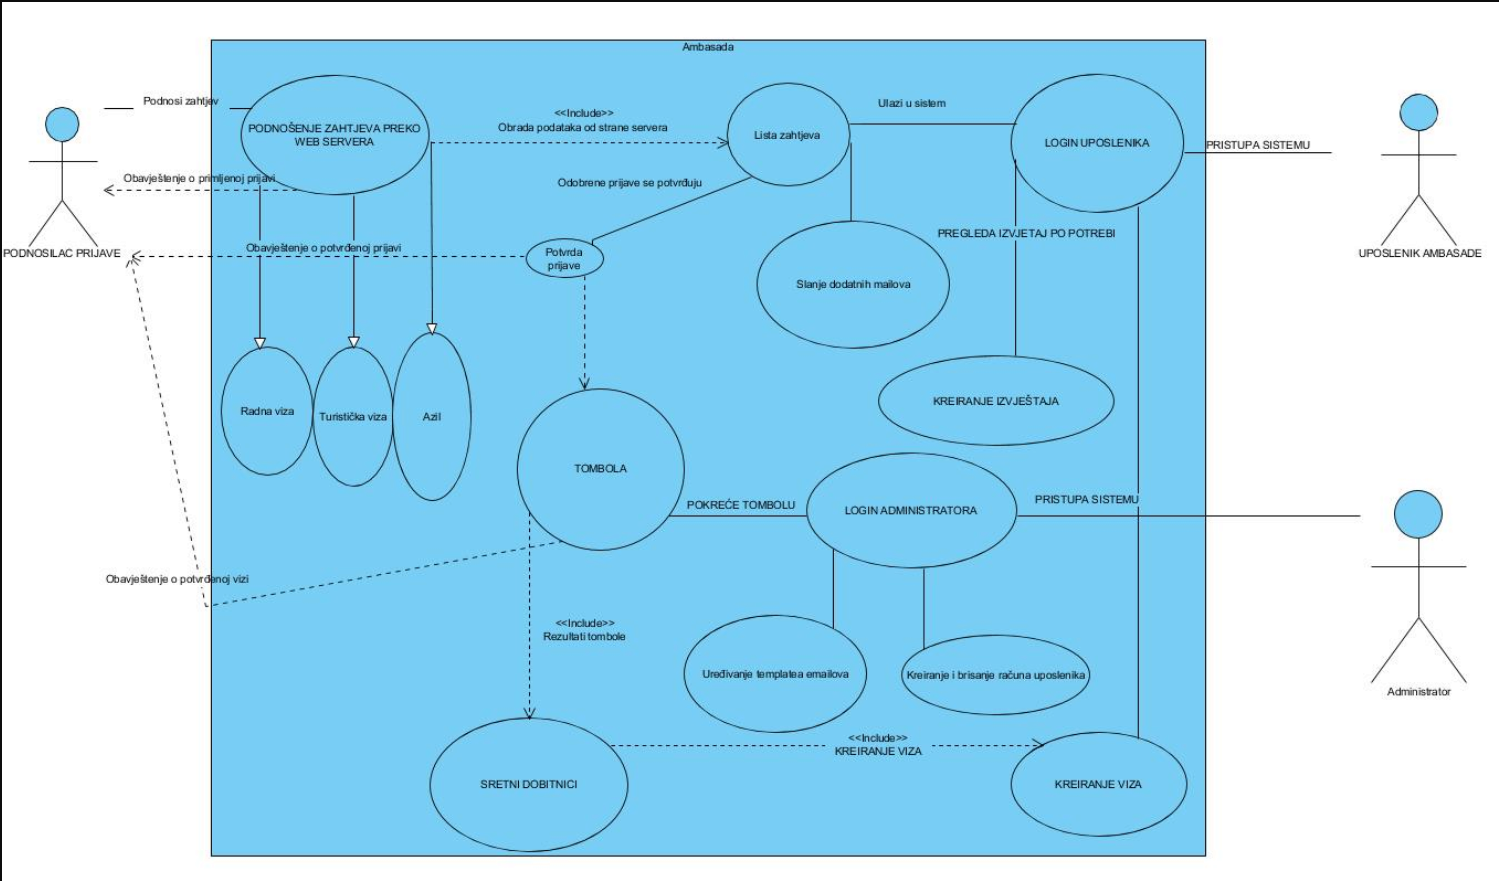 Ambasada
Podnosi zahtjev
PODNOŠENJE ZAHTJEVA PREKO
WEB SERVERA
<<Include>>
Obrada podataka od strane servera
Lista zahtjeva
Ulazi u sistem
LOGIN UPOSLENIKA
PRISTUPA SISTEMU
Obavještenje o primljenoj prijavi
Odobrene prijave se potvrđuju
PODNOSILAC PRIJAVE
Obavještenje o potvrđenoj prijavi
Potvrda
prijave
PREGLEDA IZVJETAJ PO POTREBI
UPOSLENIK AMBASADE
Slanje dodatnih mailova
Radna viza
Turistička viza
Azil
KREIRANJE IZVJEŠTAJA
TOMBOLA
POKREĆE TOMBOLU
LOGIN ADMINISTRATORA
PRISTUPA SISTEMU
Obavještenje o potvrđenoj vizi
<<Include>>
Rezultati tombole
Uređivanje templatea emailova
Kreiranje i brisanje računa uposlenika
Administrator
<<Include>>
KREIRANJE VIZA
SRETNI DOBITNICI
KREIRANJE VIZA